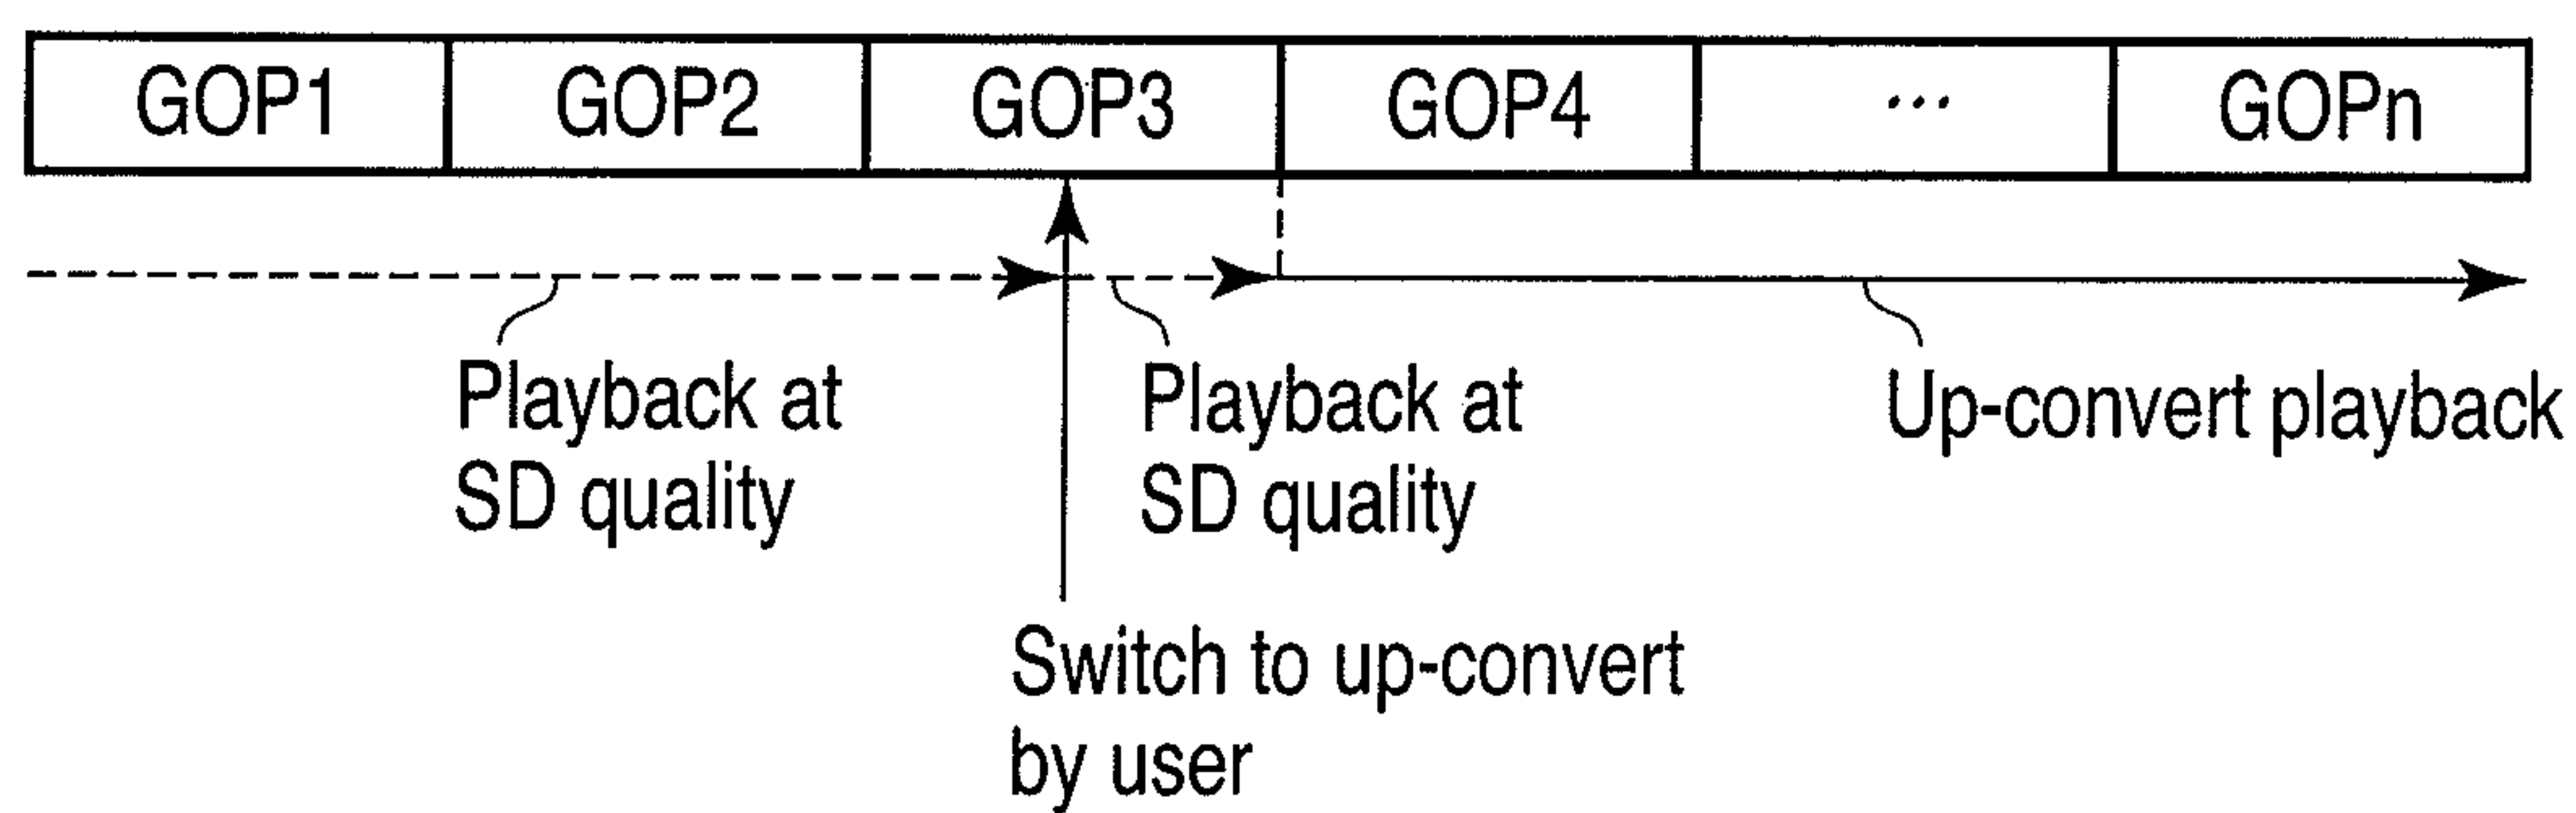 GOP1 GOP2 GOP3 GOP4 ... GOPn
Playback at
SD quality
Playback at
SD quality
Up-convert playback
Switch to up-convert
by user